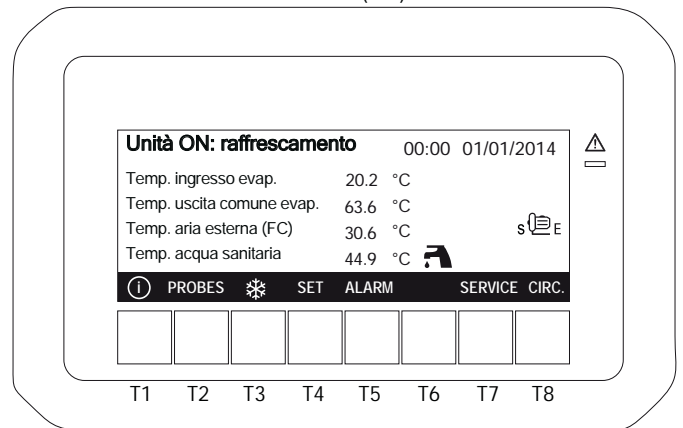 Unità ON: raffrescamento 00:00 01/01/2014
Temp. ingresso evap. 20.2 °C
Temp. uscita comune evap. 63.6 °C
Temp. aria esterna (FC) 30.6 °C
S E
Temp. acqua sanitaria 44.9 °C
i PROBES SET ALARM SERVICE CIRC.
T1 T2 T3 T4 T5 T6 T7 T8